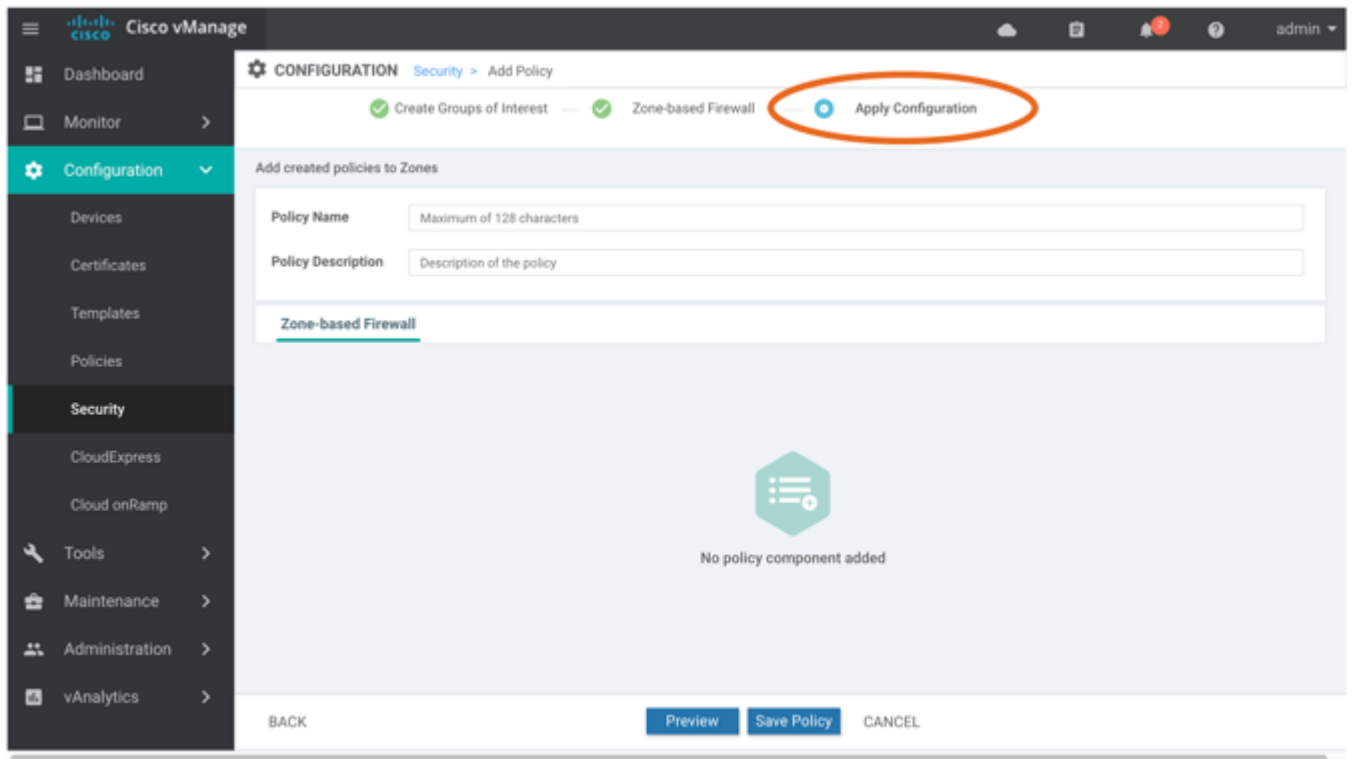 cisco Cisco vManage
2
admin
Dashboard
CONFIGURATION Security > Add Policy
Create Groups of Interest
Zone-based Firewall
Apply Configuration
Monitor
Configuration
Devices
Certificates
Templates
Policies
Security
CloudExpress
Cloud onRamp
Tools
Maintenance
Administration
vAnalytics
Add created policies to Zones
Policy Name Maximum of 128 characters
Policy Description Description of the policy
Zone-based Firewall
No policy component added
BACK Preview Save Policy CANCEL